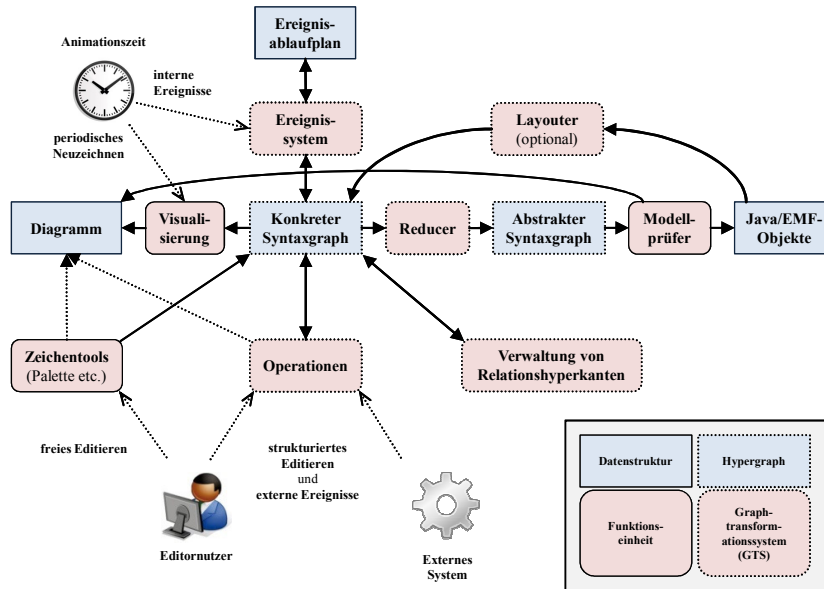 Ereignis-
ablaufplan
Animationszeit
interne
Ereignisse
Ereignis-
system
Layouter
(optional)
periodisches
Neuzeichnen
Diagramm
Visuali-
sierung
Konkreter
Syntaxgraph
Reducer
Abstrakter
Syntaxgraph
Modell-
prüfer
Java/EMF-
Objekte
Zeichentools
(Palette etc.)
Operationen
Verwaltung von
Relationshyperkanten
freies Editieren
strukturiertes
Editieren
und
externe Ereignisse
Editornutzer
Externes
System
Datenstruktur
Hypergraph
Funktions-
einheit
Graph-
transform-
ationssystem
(GTS)